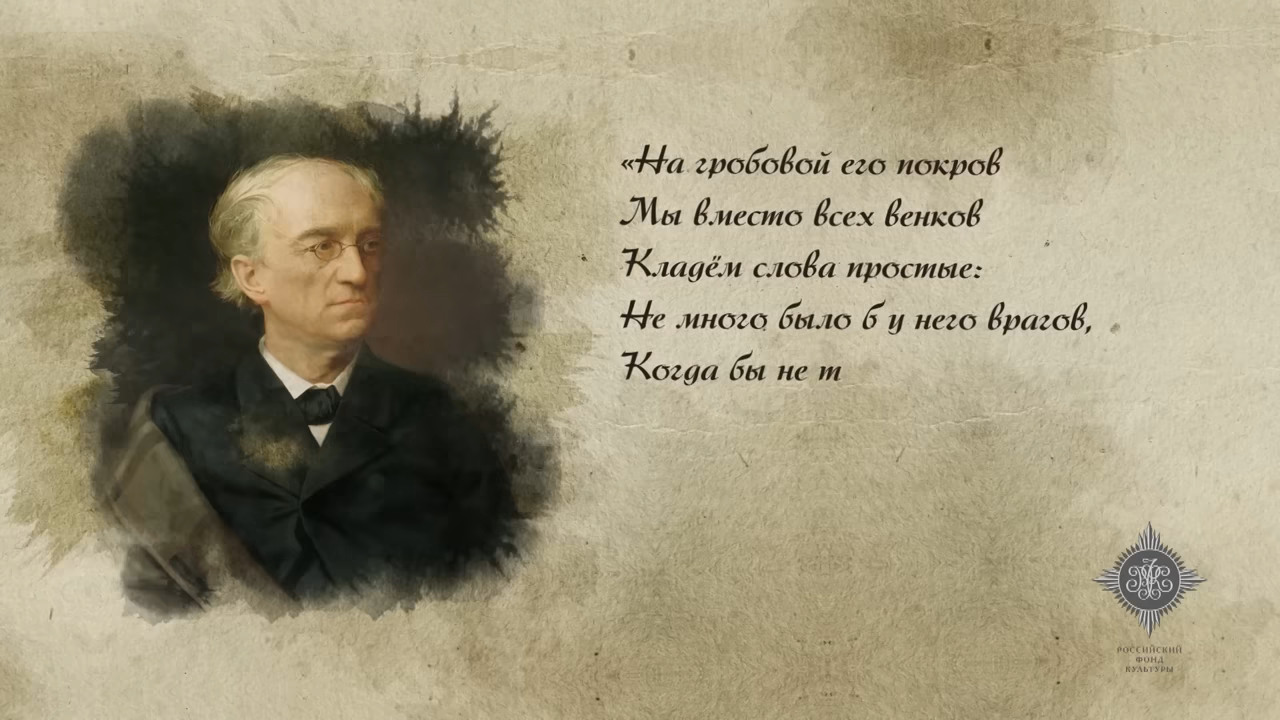 «На гробовой его покров
Мы вместо всех венков
Кладём слова простые:
Не много было б у него врагов,
Когда бы не т
РОССИЙСКИЙ
ФОНД
КУЛЬТУРЫ